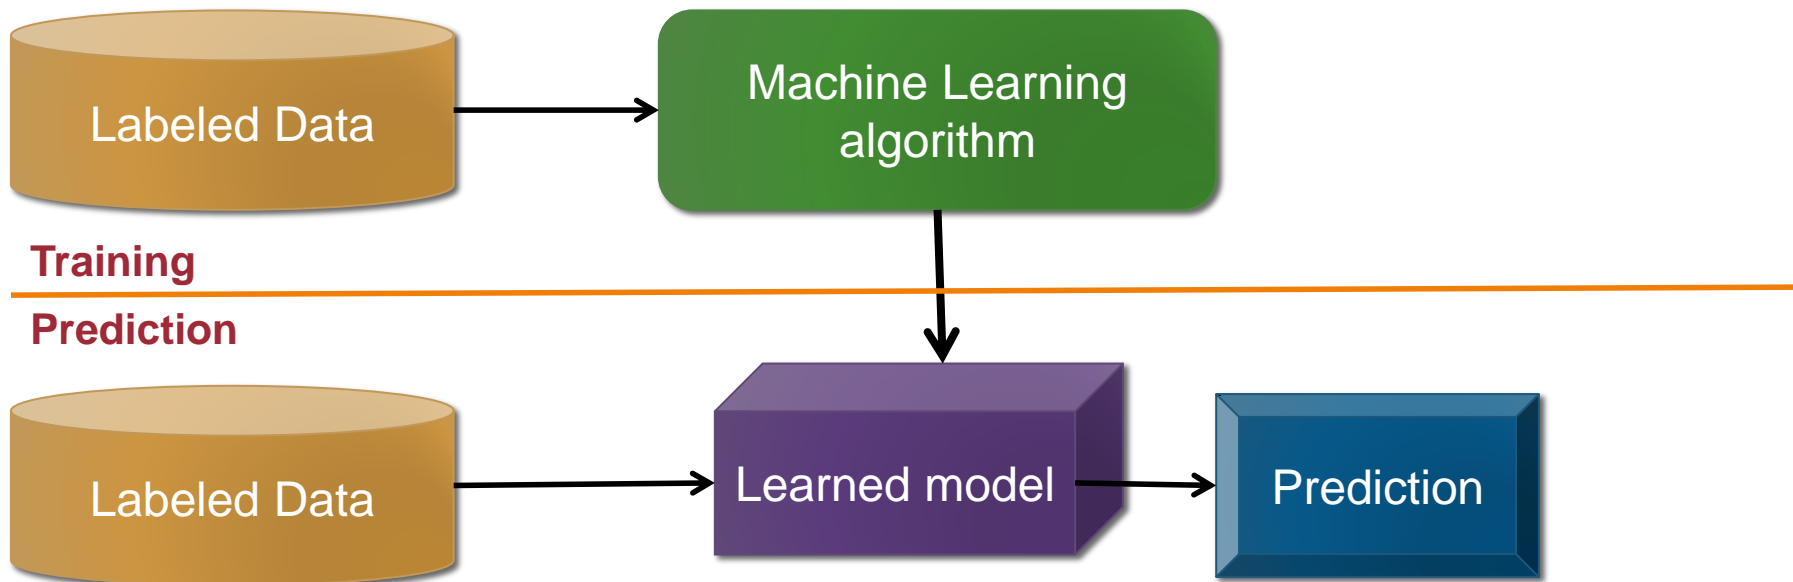 Labeled Data
Machine Learning
algorithm
Training
Prediction
Labeled Data
Learned model
Prediction